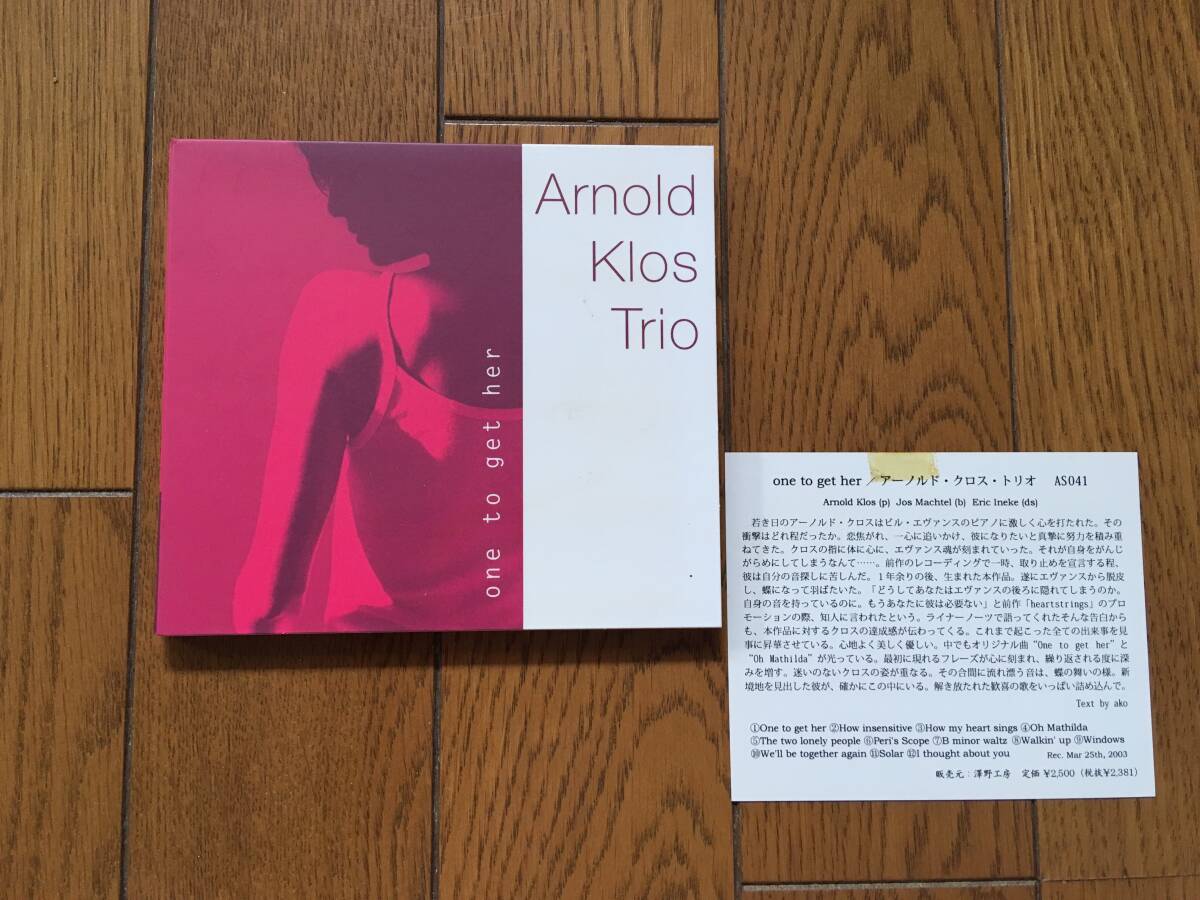 Arnold
Klos
Trio
one to get her
one to get her / アーノルド・クロス・トリオ AS041
Arnold Klos (p) Jos Machtel (b) Eric Ineke (ds)
若き日のアーノルド・クロスはビル・エヴァンスのピアノに激しく心を打たれた。その
衝撃はどれ程だったか。恋焦がれ、一心に追いかけ、彼になりたいと真摯に努力を積み重
ねてきた。クロスの指に体に心に、エヴァンス魂が刻まれていった。それが自身をがんじ
がらめにしてしまうなんて……。前作のレコーディングで一時、取り止めを宣言する程、
彼は自分の音探しに苦しんだ。1年余りの後、生まれた本作品。遂にエヴァンスから脱皮
し、蝶になって羽ばたいた。「どうしてあなたはエヴァンスの後ろに隠れてしまうのか。
自身の音を持っているのに。もうあなたに彼は必要ない」と前作「heartstrings」のプロ
モーションの際、知人に言われたという。ライナーノーツで語ってくれたそんな告白から
も、本作品に対するクロスの達成感が伝わってくる。これまで起こった全ての出来事を見
事に昇華させている。心地よく美しく優しい。中でもオリジナル曲“One to get her”と
“Oh Mathilda”が光っている。最初に現れるフレーズが心に刻まれ、繰り返される度に深
みを増す。迷いのないクロスの姿が重なる。その合間に流れ漂う音は、蝶の舞いの様。新
境地を見出した彼が、確かにこの中にいる。解き放たれた歓喜の歌をいっぱい詰め込んで。
Text by ako
①One to get her ②How insensitive ③How my heart sings ④Oh Mathilda
⑤The two lonely people ⑥Peri's Scope ⑦B minor waltz ⑧Walkin' up ⑨Windows
⑩We'll be together again ⑪Solar ⑫I thought about you Rec. Mar 25th, 2003
販売元：澤野工房 定価 ¥2,500（税抜¥2,381）